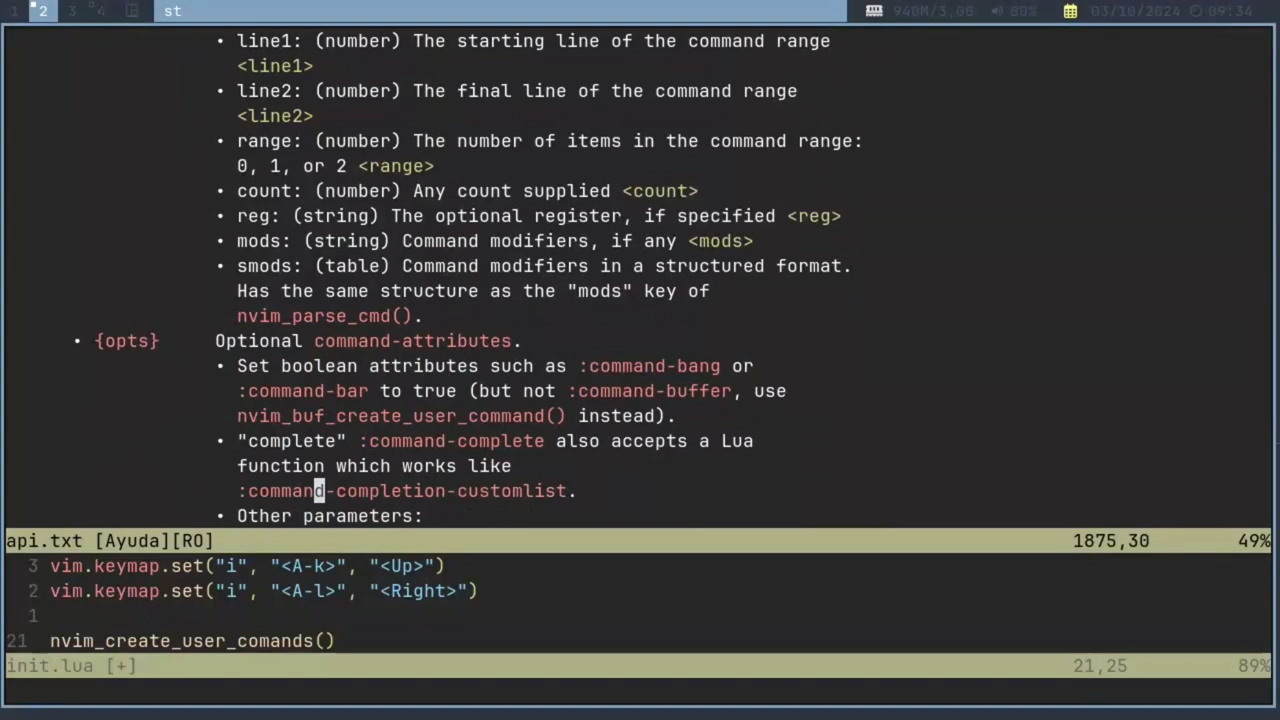 1 2 3 4 st 940M/3,00 80% 03/10/2024 09:34
• line1: (number) The starting line of the command range
<line1>
• line2: (number) The final line of the command range
<line2>
• range: (number) The number of items in the command range:
0, 1, or 2 <range>
• count: (number) Any count supplied <count>
• reg: (string) The optional register, if specified <reg>
• mods: (string) Command modifiers, if any <mods>
• smods: (table) Command modifiers in a structured format.
Has the same structure as the "mods" key of
nvim_parse_cmd().
• {opts} Optional command-attributes.
• Set boolean attributes such as :command-bang or
:command-bar to true (but not :command-buffer, use
nvim_buf_create_user_command() instead).
• "complete" :command-complete also accepts a Lua
function which works like
:command-completion-customlist.
• Other parameters:
api.txt [Ayuda][RO] 1875,30 49%
3 vim.keymap.set("i", "<A-k>", "<Up>")
2 vim.keymap.set("i", "<A-l>", "<Right>")
1
21 nvim_create_user_comands()
init.lua [+] 21,25 89%